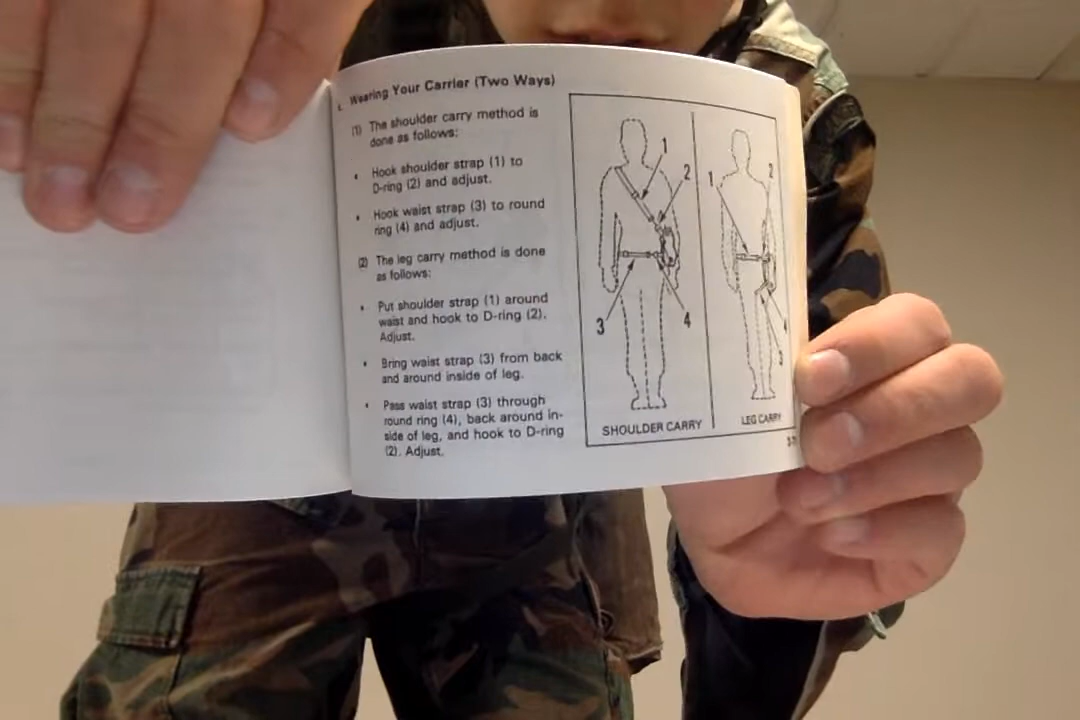 Wearing Your Carrier (Two Ways)
(1) The shoulder carry method is
done as follows:
• Hook shoulder strap (1) to
D-ring (2) and adjust.
• Hook waist strap (3) to round
ring (4) and adjust.
(2) The leg carry method is done
as follows:
• Put shoulder strap (1) around
waist and hook to D-ring (2).
Adjust.
• Bring waist strap (3) from back
and around inside of leg.
• Pass waist strap (3) through
round ring (4), back around in-
side of leg, and hook to D-ring
(2). Adjust.
1
2
3
4
SHOULDER CARRY
1
2
4
3
LEG CARRY